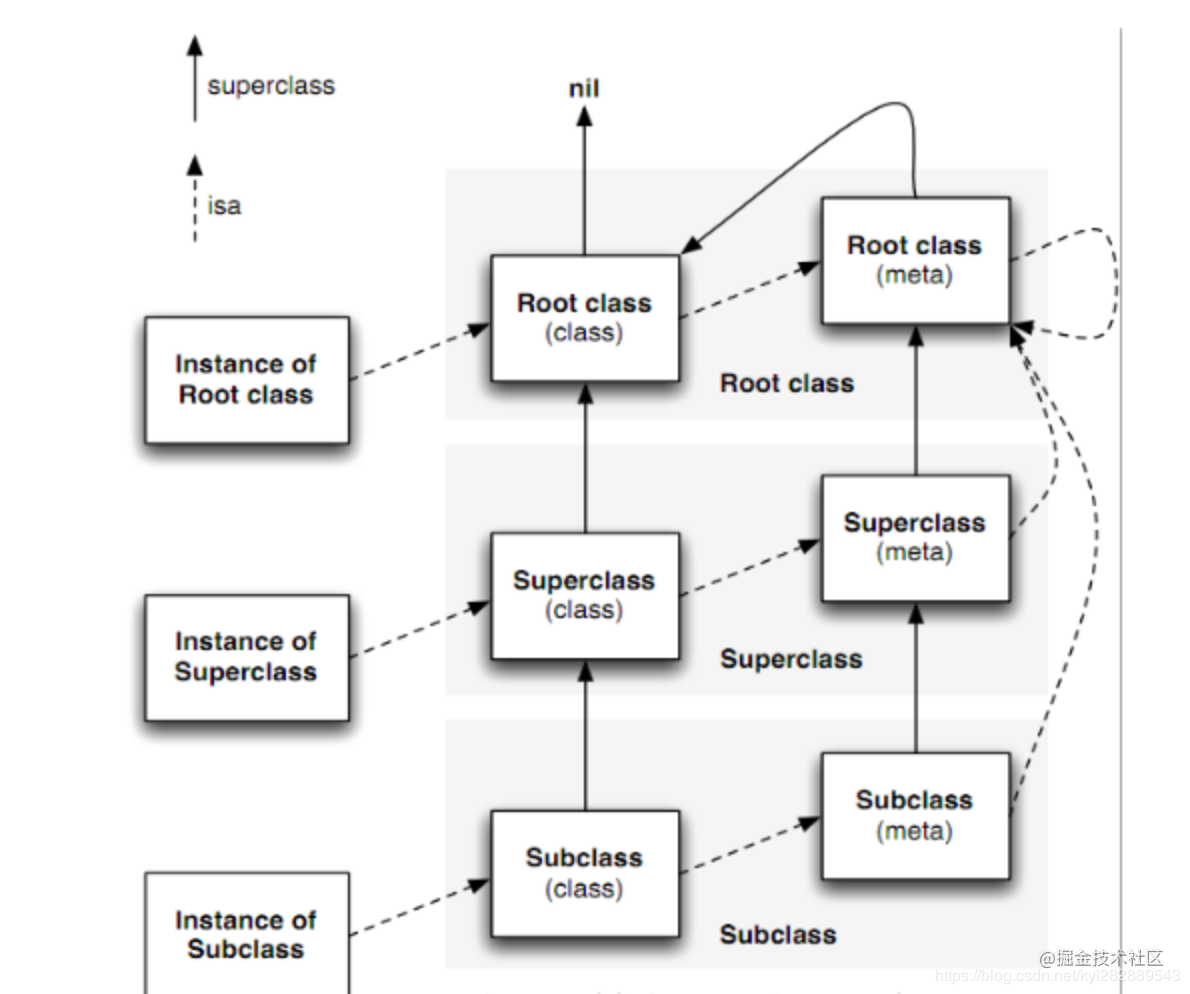 superclass
nil
isa
Root class
(meta)
Root class
(class)
Instance of
Root class
Root class
Superclass
(meta)
Superclass
(class)
Instance of
Superclass
Superclass
Subclass
(meta)
Subclass
(class)
Instance of
Subclass
Subclass
@掘金技术社区
https://blog.csdn.net/kyl282889543